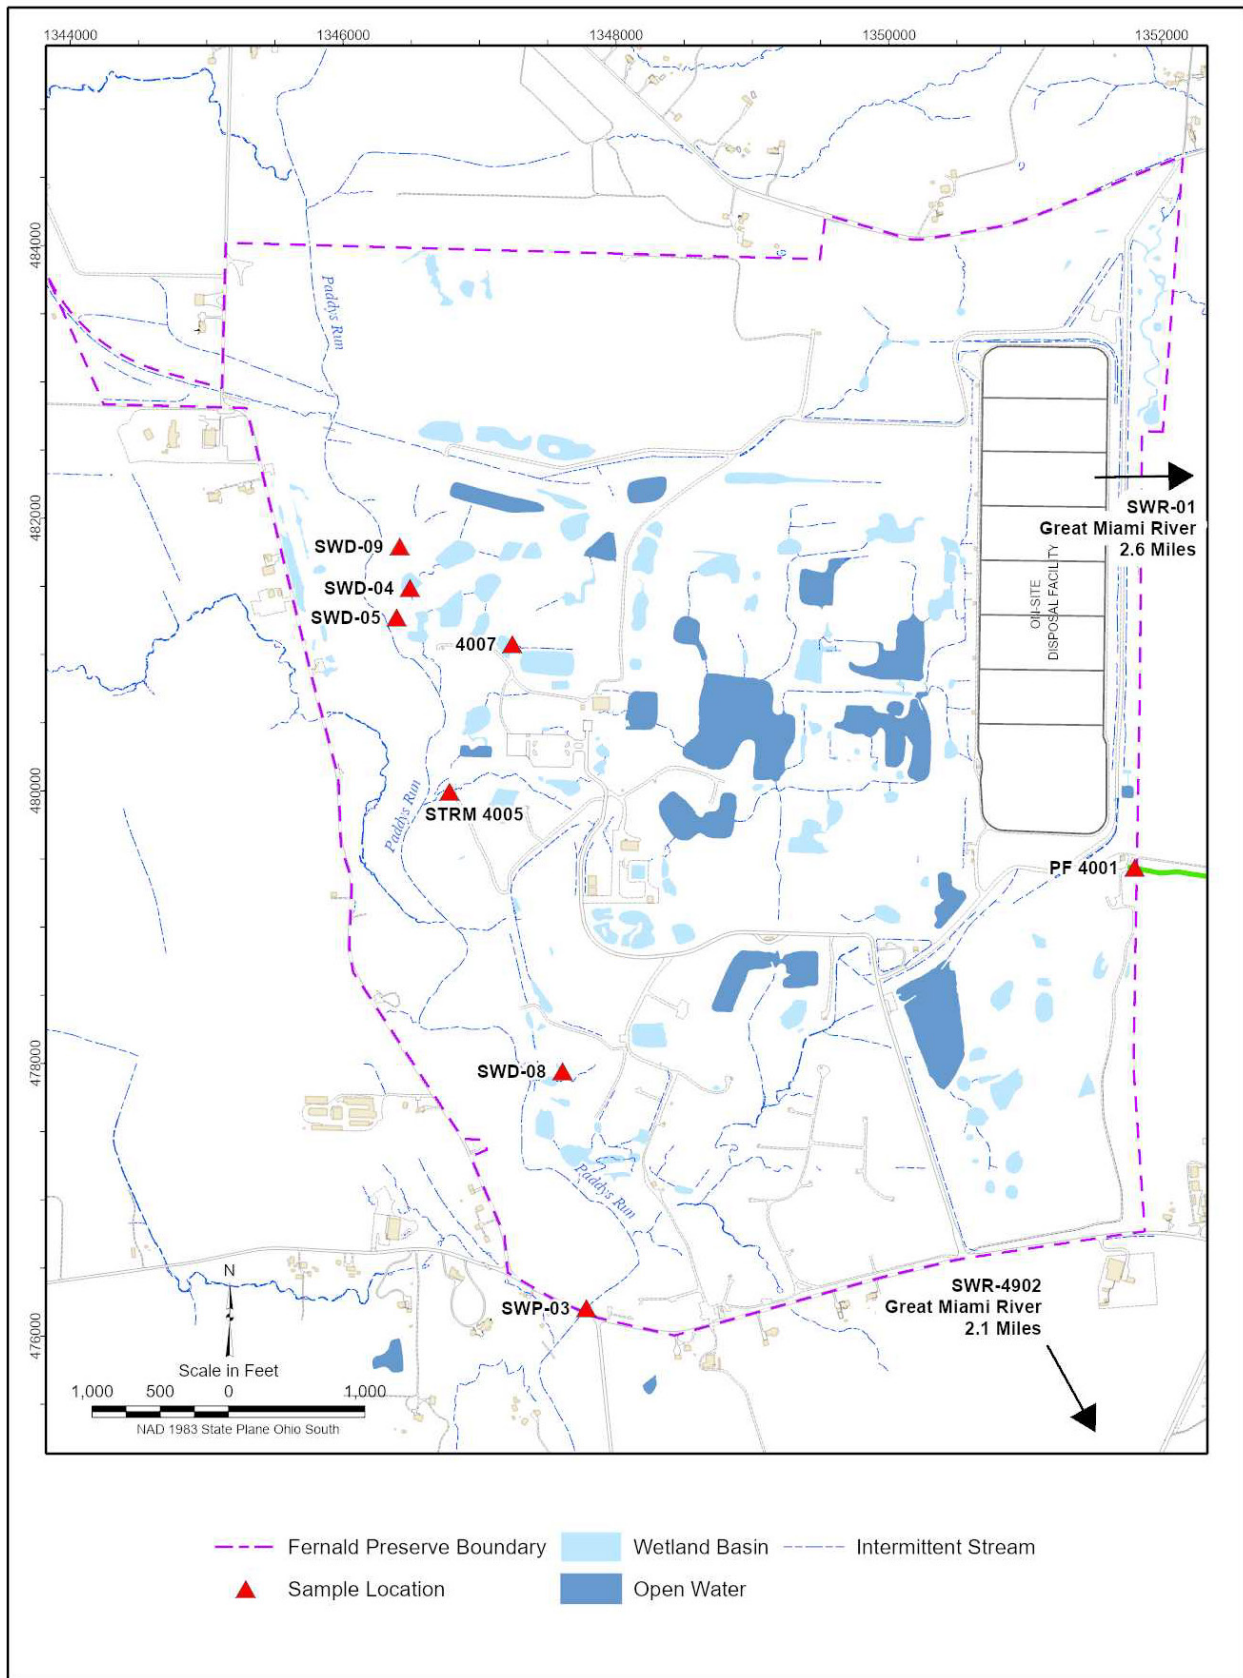 1344000
1346000
1348000
1350000
1352000
484000
482000
480000
478000
476000
Paddys Run
SWR-01
Great Miami River
2.6 Miles
SWD-09
SWD-04
SWD-05
4007
ON-SITE
DISPOSAL FACILITY
Paddys Run
STRM 4005
PF 4001
SWD-08
Paddys Run
SWP-03
SWR-4902
Great Miami River
2.1 Miles
N
Scale in Feet
1,000 500 0 1,000
NAD 1983 State Plane Ohio South
Fernald Preserve Boundary
Wetland Basin
Intermittent Stream
Sample Location
Open Water